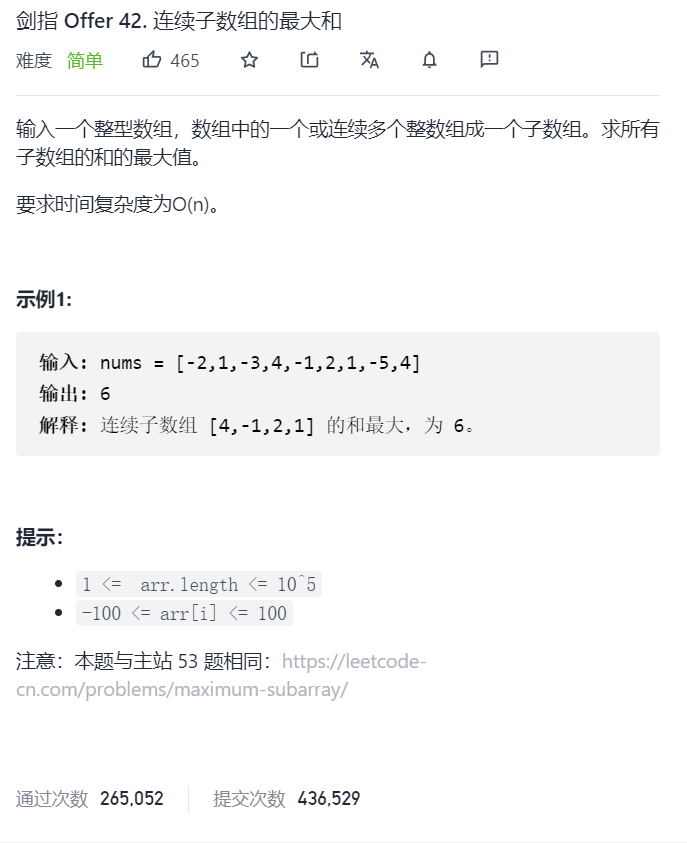 剑指 Offer 42. 连续子数组的最大和
难度 简单 465
输入一个整型数组，数组中的一个或连续多个整数组成一个子数组。求所有
子数组的和的最大值。
要求时间复杂度为O(n)。
示例1:
输入: nums = [-2,1,-3,4,-1,2,1,-5,4]
输出: 6
解释: 连续子数组 [4,-1,2,1] 的和最大，为 6。
提示：
1 <=  arr.length <= 10^5
-100 <= arr[i] <= 100
注意：本题与主站 53 题相同：https://leetcode-
cn.com/problems/maximum-subarray/
通过次数 265,052 提交次数 436,529